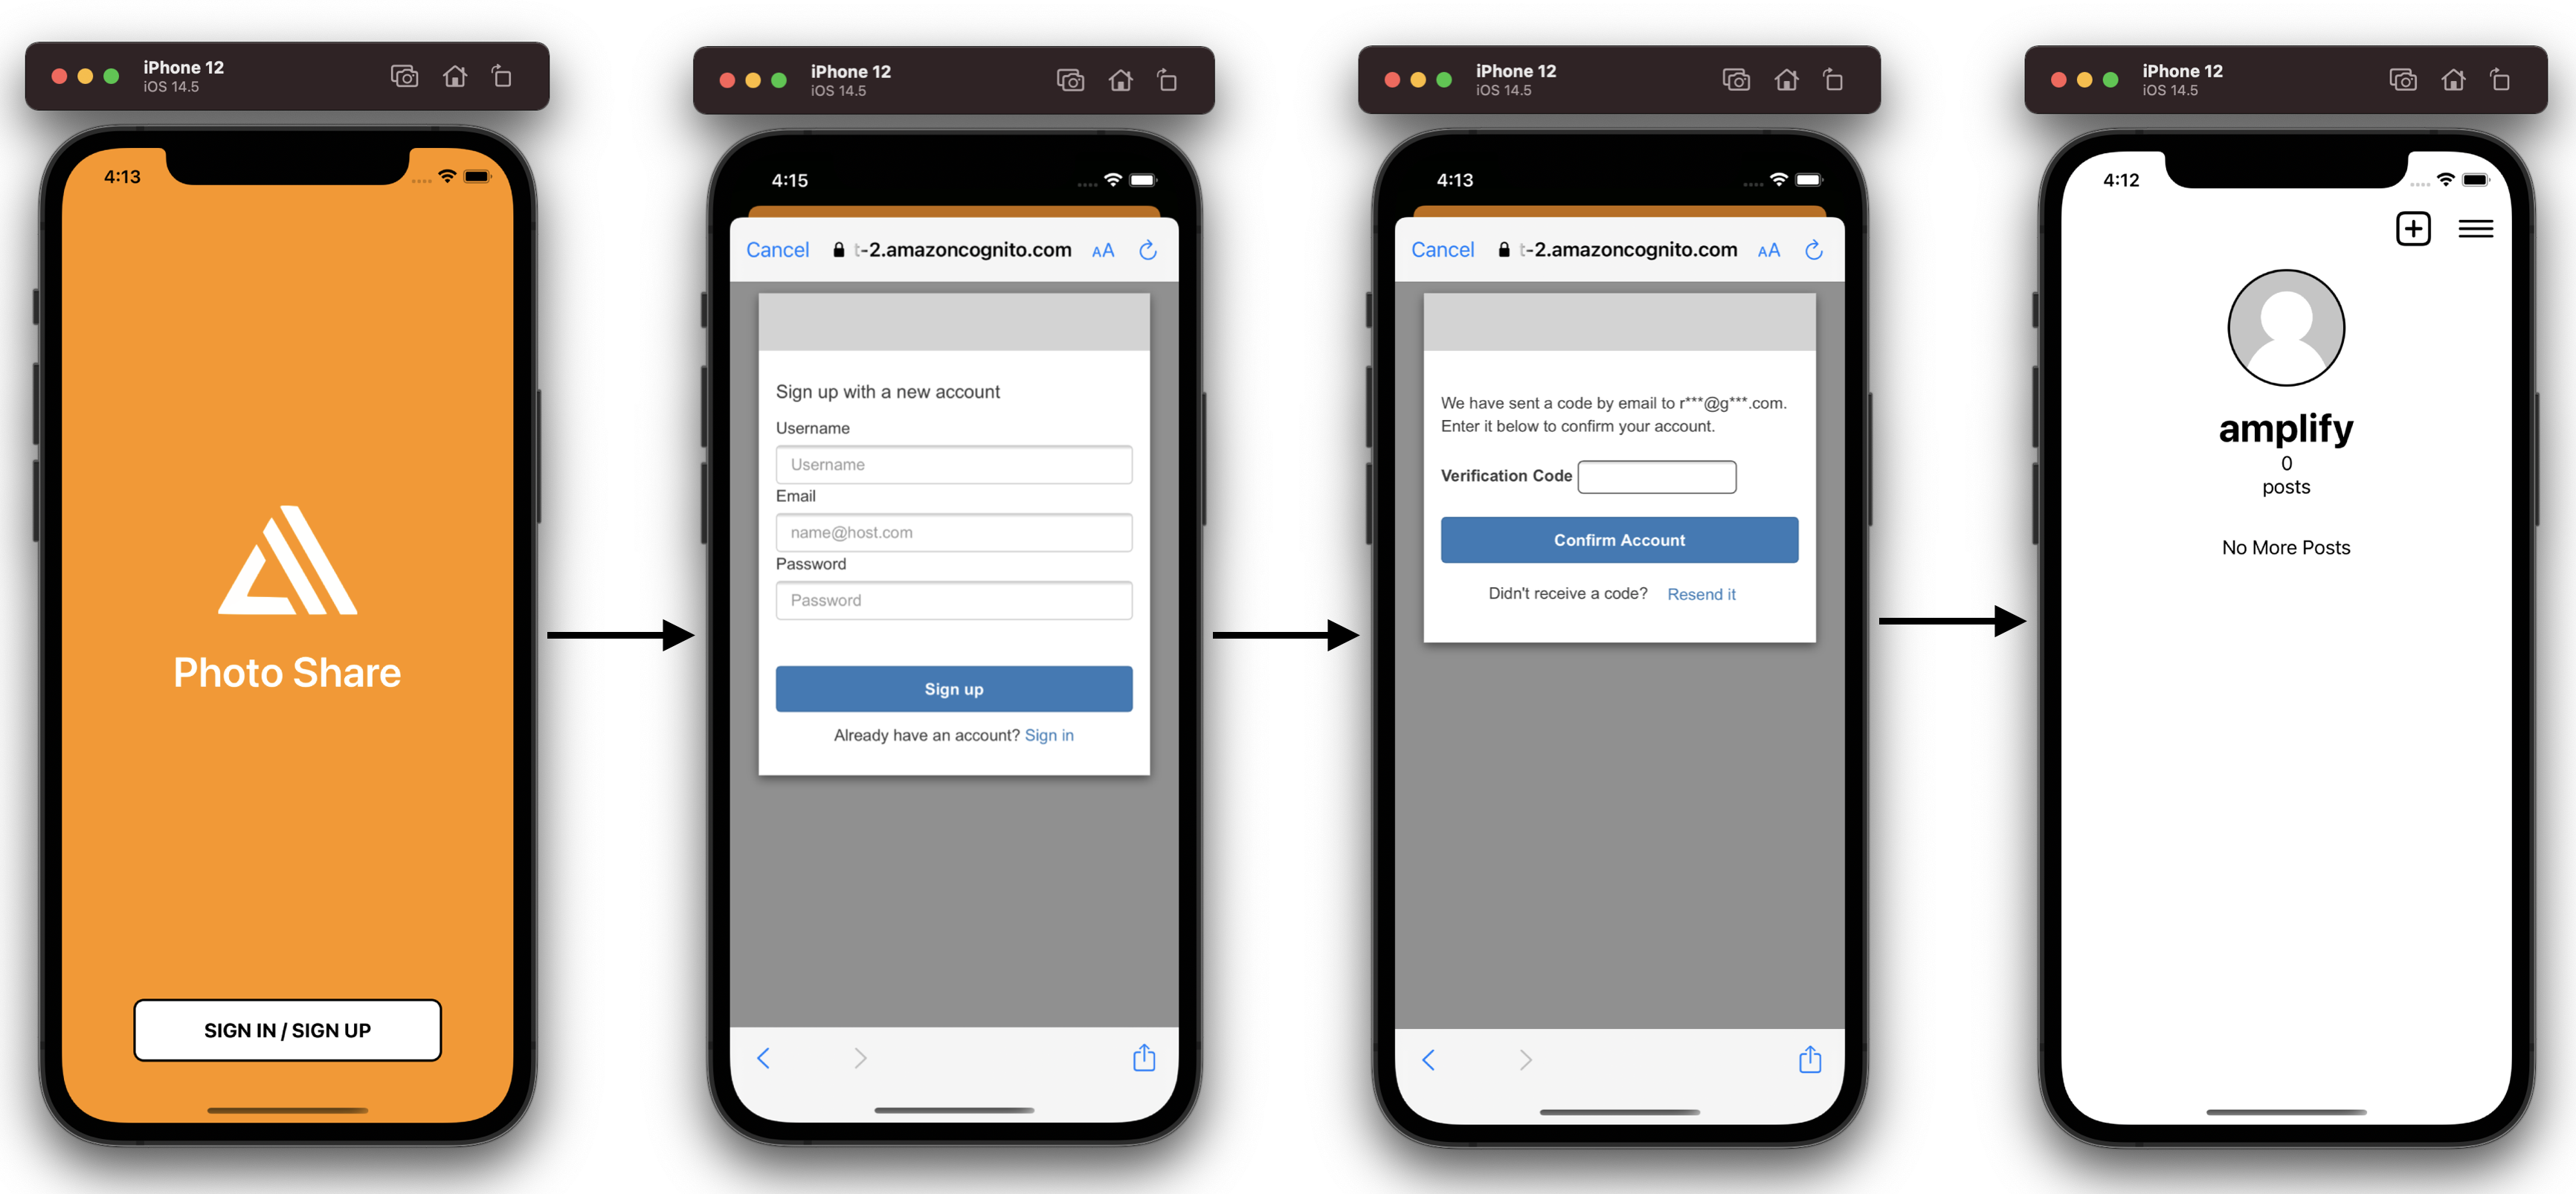 iPhone 12
iOS 14.5
4:13
Photo Share
SIGN IN / SIGN UP
iPhone 12
iOS 14.5
4:15
Cancel t-2.amazoncognito.com AA
Sign up with a new account
Username
Username
Email
name@host.com
Password
Password
Sign up
Already have an account? Sign in
iPhone 12
iOS 14.5
4:13
Cancel t-2.amazoncognito.com AA
We have sent a code by email to r***@g***.com.
Enter it below to confirm your account.
Verification Code
Confirm Account
Didn't receive a code? Resend it
iPhone 12
iOS 14.5
4:12
amplify
0
posts
No More Posts